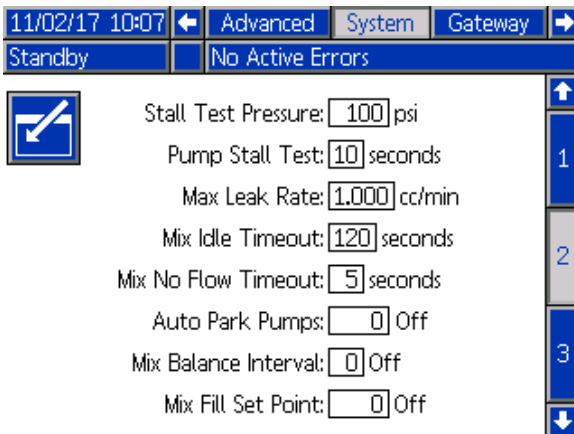 11/02/17 10:07 Advanced System Gateway
Standby No Active Errors
Stall Test Pressure: 100 psi
Pump Stall Test: 10 seconds
1
Max Leak Rate: 1.000 cc/min
Mix Idle Timeout: 120 seconds
2
Mix No Flow Timeout: 5 seconds
Auto Park Pumps: 0 Off
Mix Balance Interval: 0 Off
3
Mix Fill Set Point: 0 Off